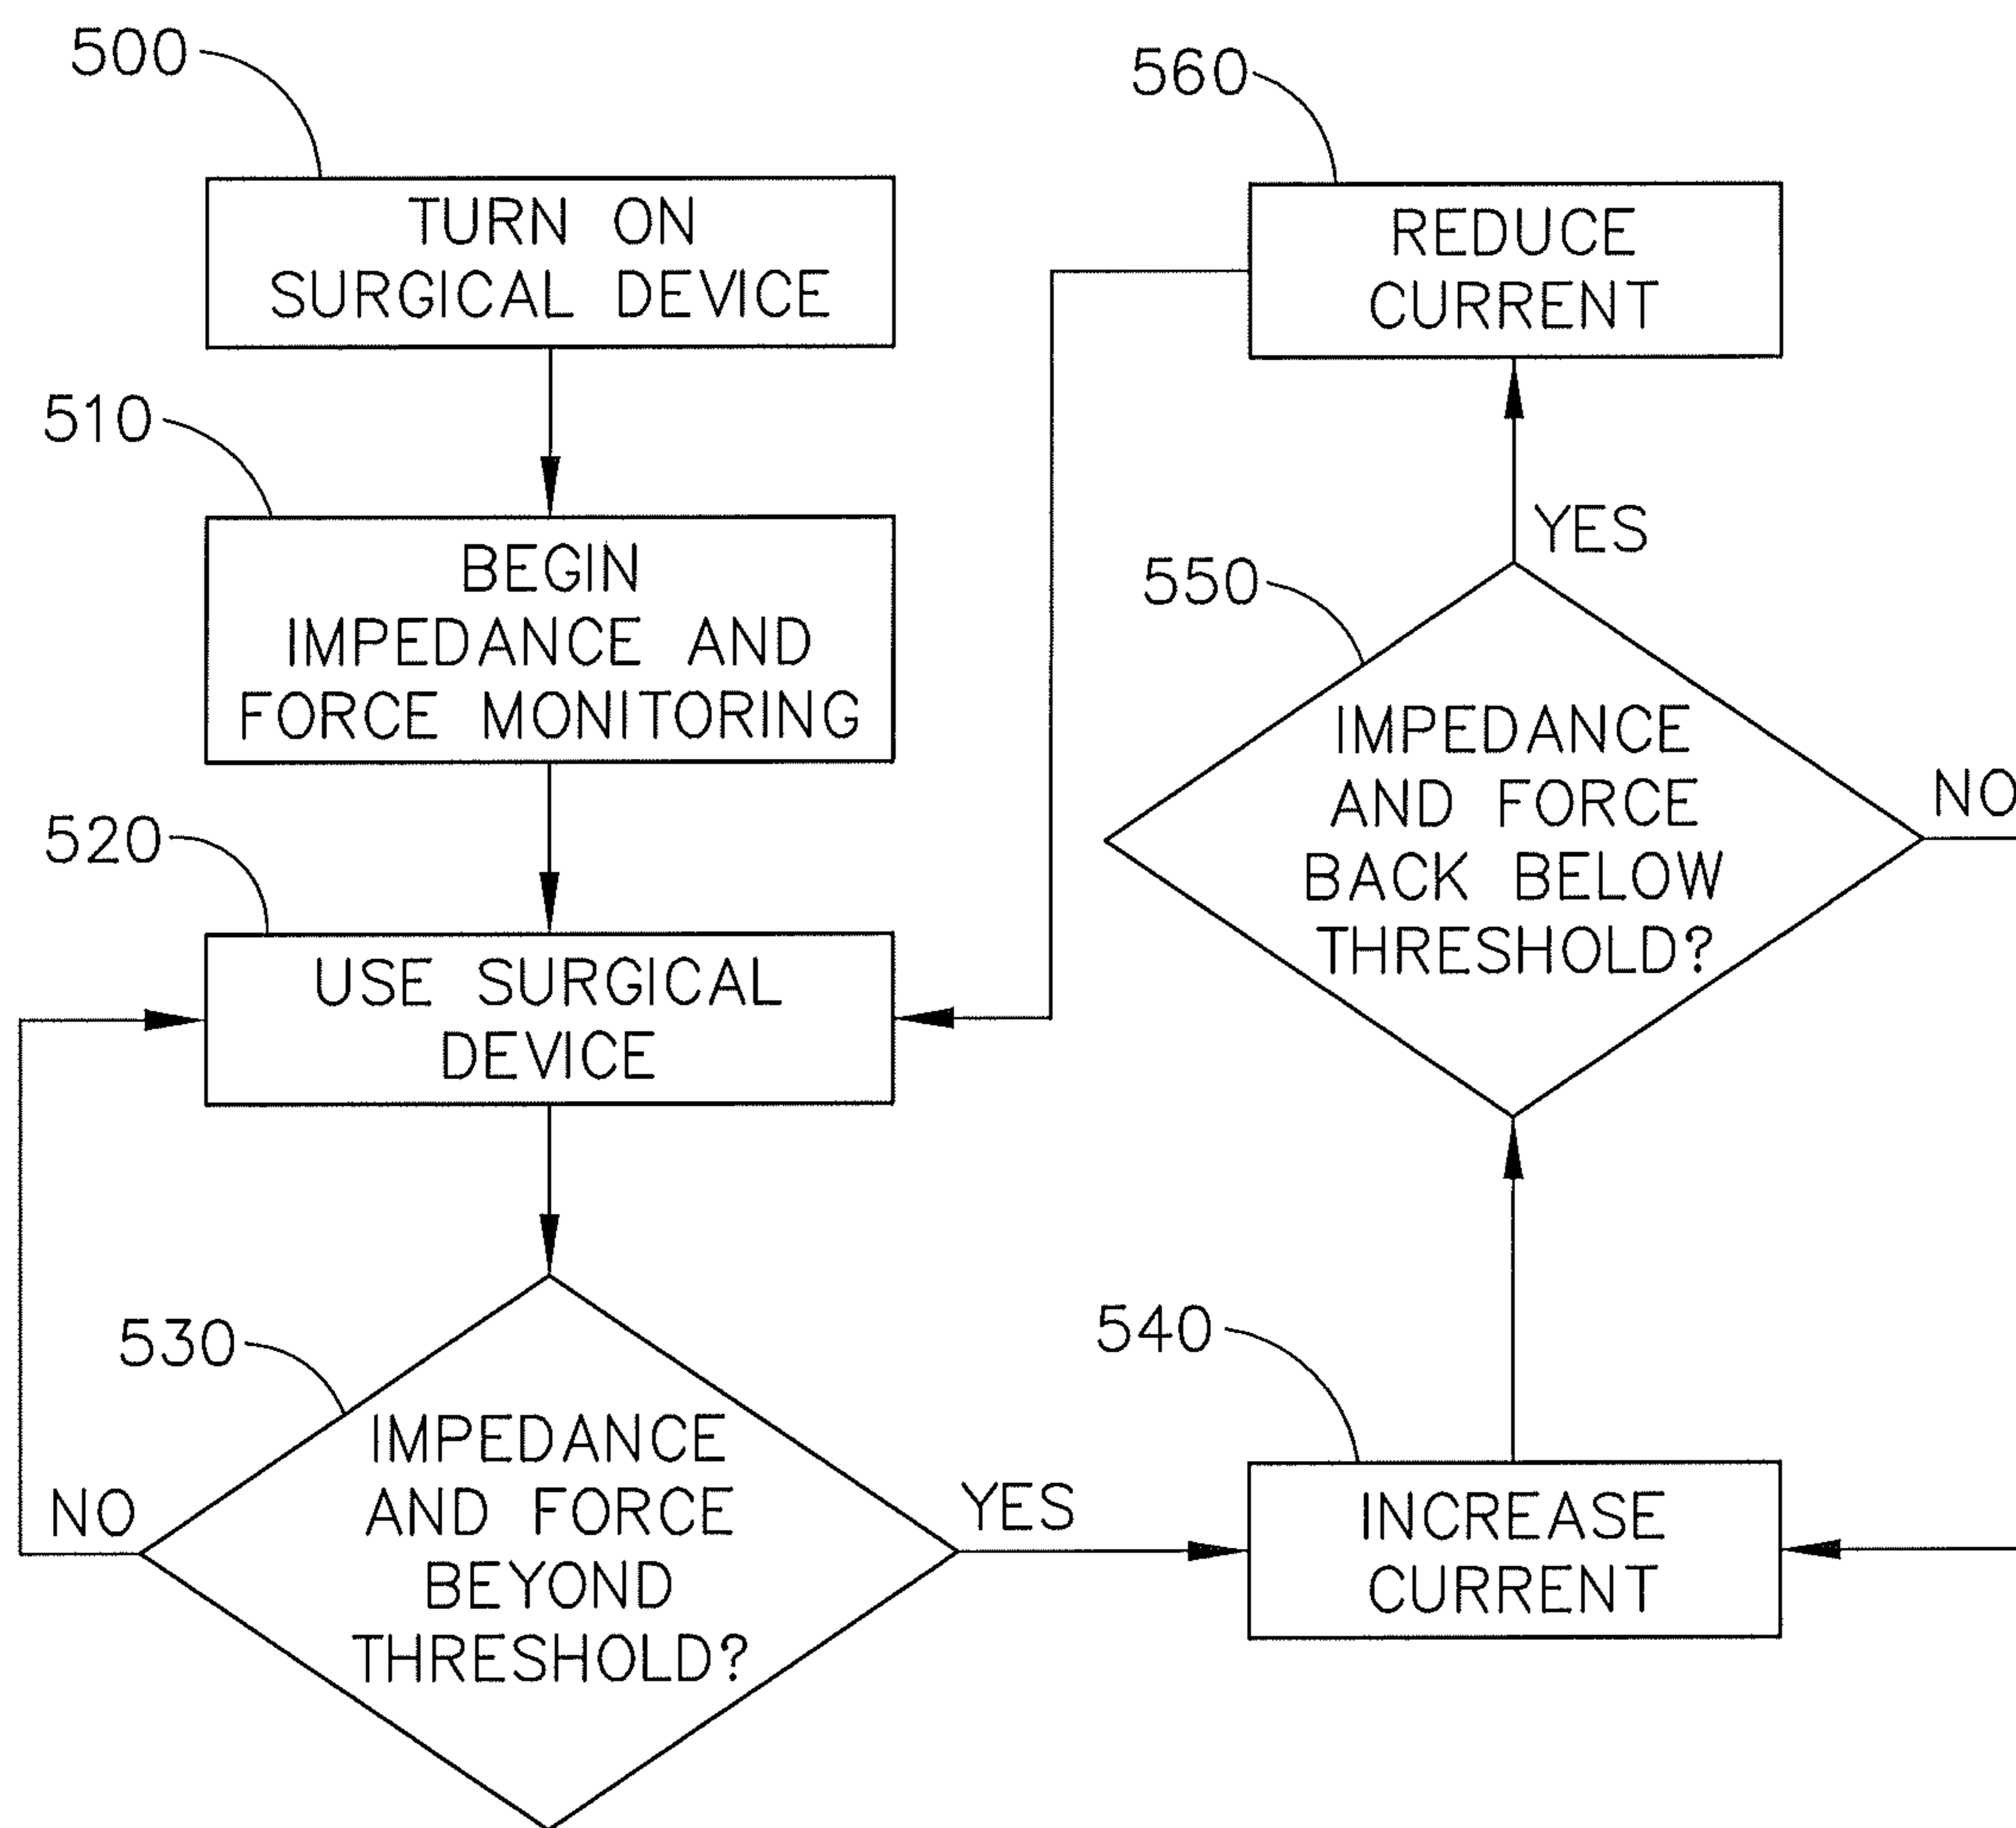 500
TURN ON
SURGICAL DEVICE
510
BEGIN
IMPEDANCE AND
FORCE MONITORING
520
USE SURGICAL
DEVICE
530
IMPEDANCE
AND FORCE
BEYOND
THRESHOLD?
NO
YES
540
INCREASE
CURRENT
550
IMPEDANCE
AND FORCE
BACK BELOW
THRESHOLD?
YES
NO
560
REDUCE
CURRENT